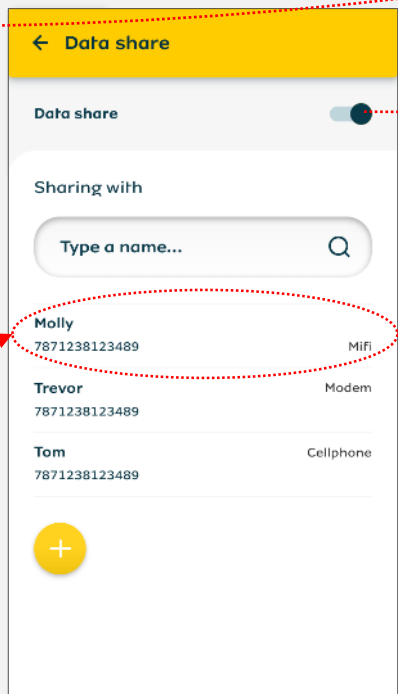 Data share
Data share
Sharing with
Type a name...
Molly
7871238123489
Mifi
Trevor
Modem
7871238123489
Tom
Cellphone
7871238123489